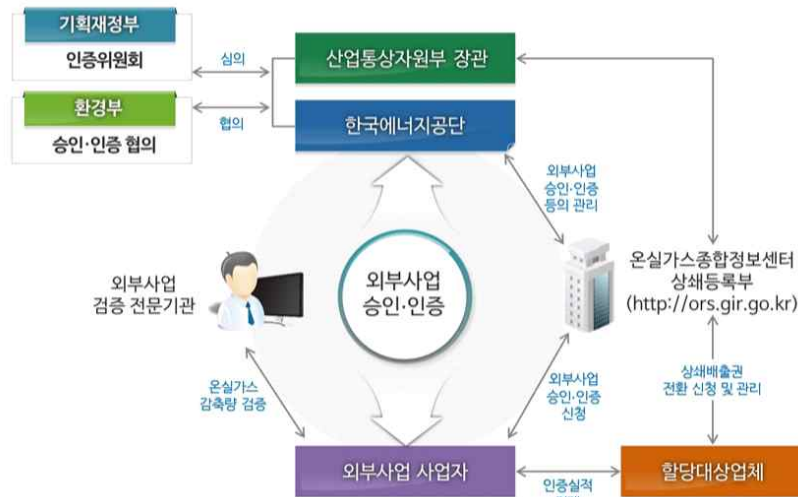 기획재정부
인증위원회
심의
환경부
승인·인증 협의
협의
산업통상자원부 장관
한국에너지공단
외부사업
승인·인증
등의 관리
외부사업
검증 전문기관
외부사업
승인·인증
온실가스종합정보센터
상쇄등록부
(http://ors.gir.go.kr)
온실가스
감축량 검증
외부사업
승인·인증
신청
상쇄배출권
전환 신청 및 관리
외부사업 사업자
인증실적
할당대상업체